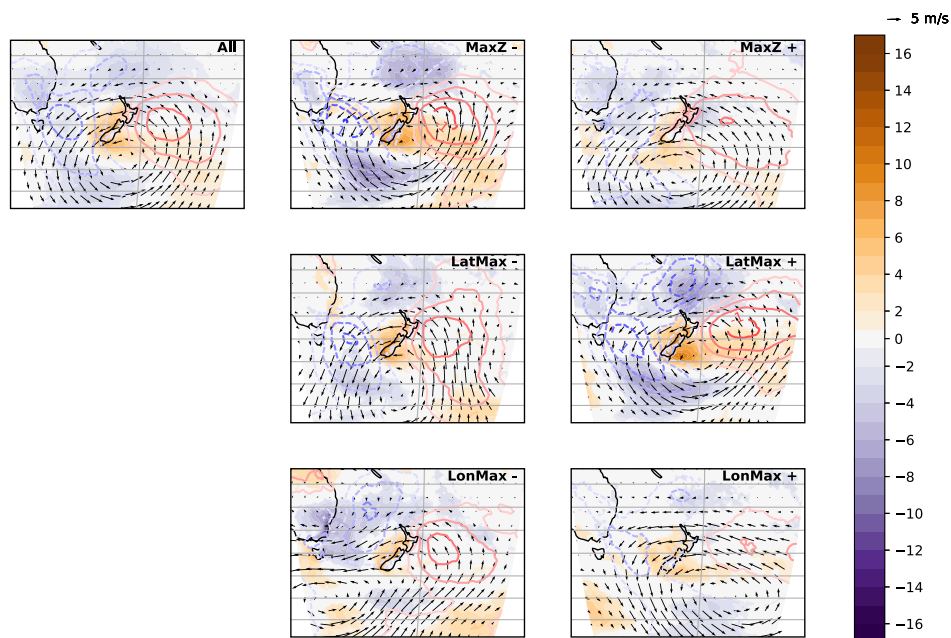 5 m/s
All
MaxZ -
MaxZ +
LatMax -
LatMax +
LonMax -
LonMax +
16
14
12
10
8
6
4
2
0
−2
−4
−6
−8
−10
−12
−14
−16